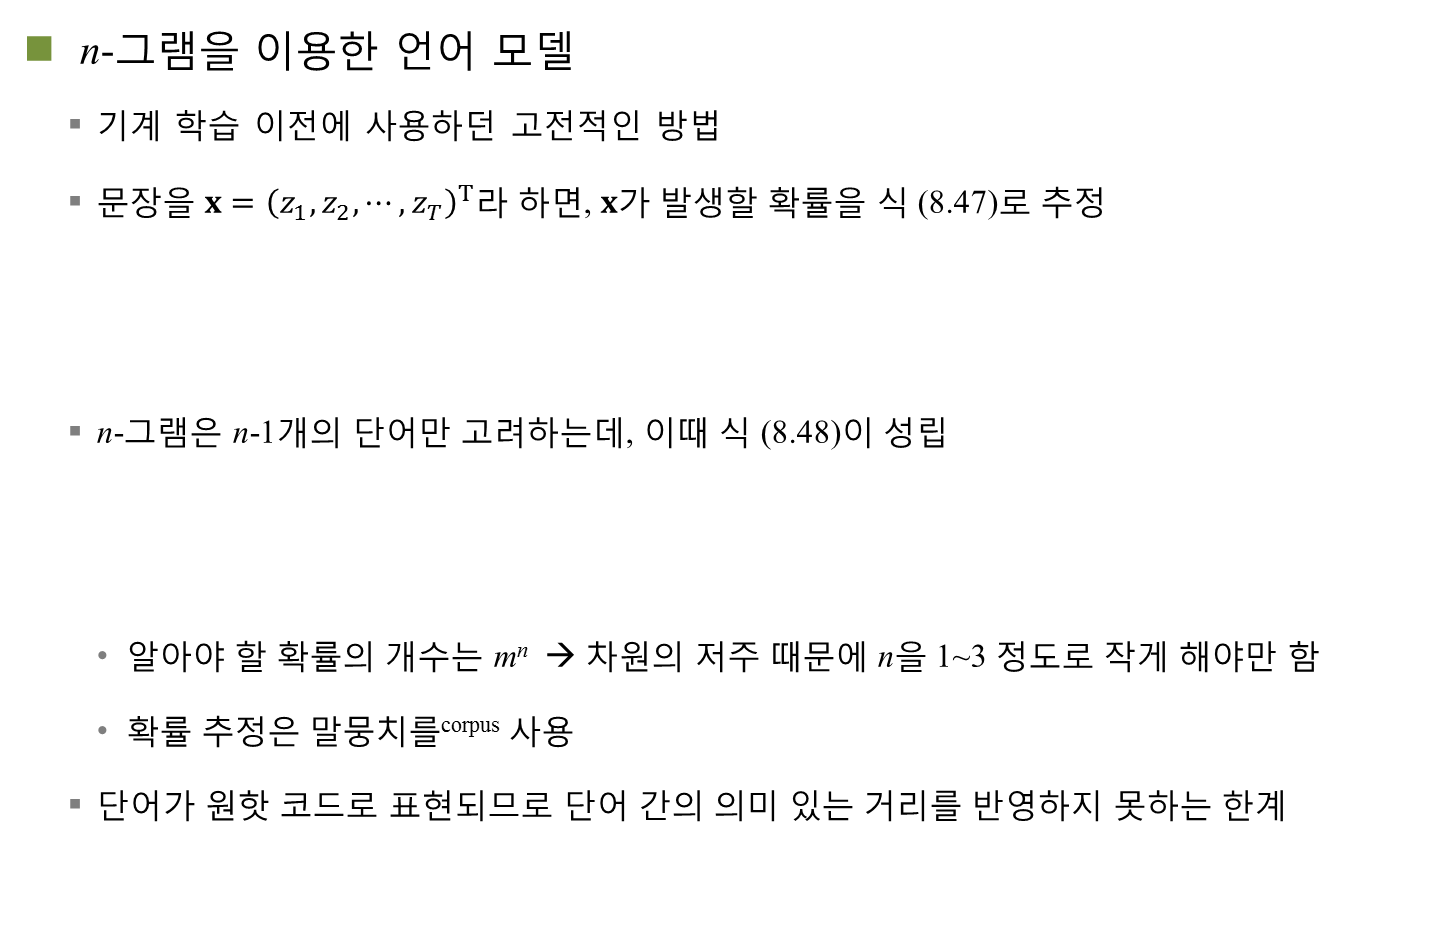 n-그램을 이용한 언어 모델
기계 학습 이전에 사용하던 고전적인 방법
문장을 𝐱 = (z₁, z₂, ⋯ , z_T)ᵀ라 하면, 𝐱가 발생할 확률을 식 (8.47)로 추정
n-그램은 n-1개의 단어만 고려하는데, 이때 식 (8.48)이 성립
알아야 할 확률의 개수는 mⁿ → 차원의 저주 때문에 n을 1~3 정도로 작게 해야만 함
확률 추정은 말뭉치를corpus 사용
단어가 원핫 코드로 표현되므로 단어 간의 의미 있는 거리를 반영하지 못하는 한계